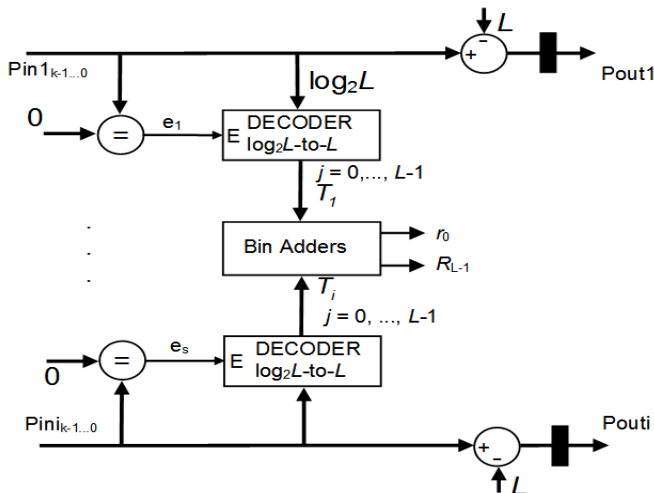 L
+ -
Pin1k-1...0
Pout1
log2L
0
=
e1
E DECODER
log2L-to-L
j = 0,..., L-1
T1
.
.
.
Bin Adders
r0
RL-1
Ti
j = 0, ..., L-1
0
=
es
E DECODER
log2L-to-L
Pinik-1...0
+ -
Pouti
L